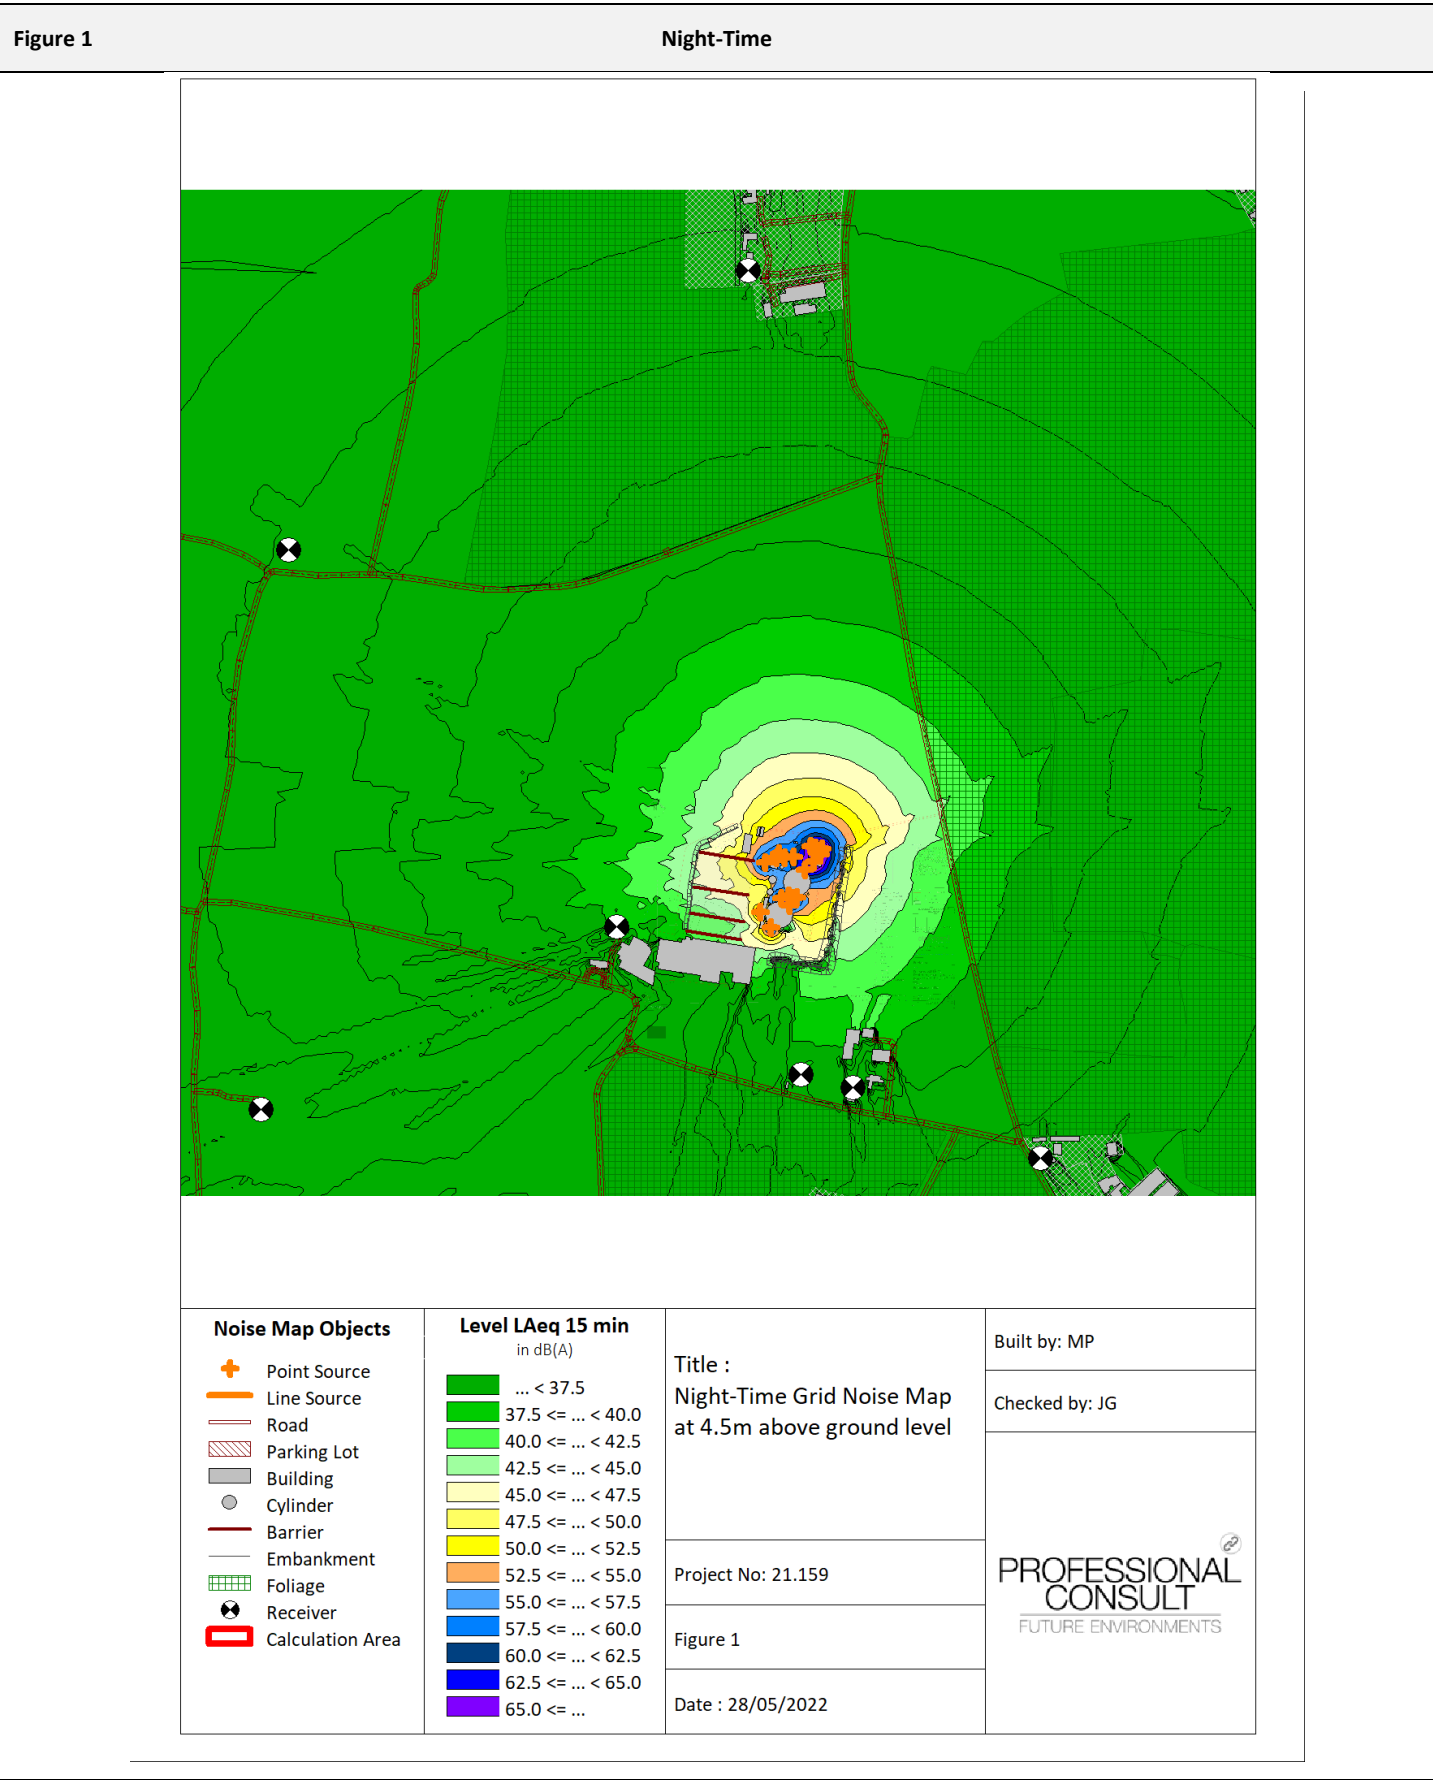 Figure 1
Night-Time
Noise Map Objects
Point Source
Line Source
Road
Parking Lot
Building
Cylinder
Barrier
Embankment
Foliage
Receiver
Calculation Area
Level LAeq 15 min
in dB(A)
... < 37.5
37.5 <= ... < 40.0
40.0 <= ... < 42.5
42.5 <= ... < 45.0
45.0 <= ... < 47.5
47.5 <= ... < 50.0
50.0 <= ... < 52.5
52.5 <= ... < 55.0
55.0 <= ... < 57.5
57.5 <= ... < 60.0
60.0 <= ... < 62.5
62.5 <= ... < 65.0
65.0 <= ...
Title :
Night-Time Grid Noise Map
at 4.5m above ground level
Project No: 21.159
Figure 1
Date : 28/05/2022
Built by: MP
Checked by: JG
PROFESSIONAL
CONSULT
FUTURE ENVIRONMENTS